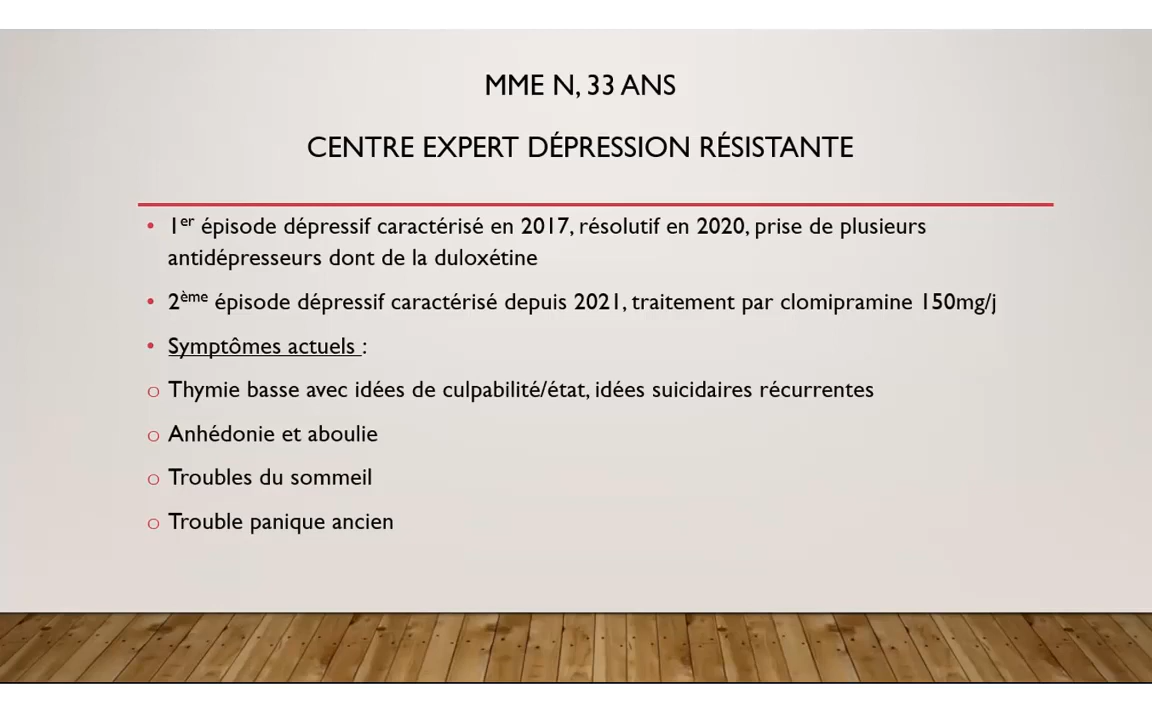 MME N, 33 ANS
CENTRE EXPERT DÉPRESSION RÉSISTANTE
• 1er épisode dépressif caractérisé en 2017, résolutif en 2020, prise de plusieurs
antidépresseurs dont de la duloxétine
• 2ème épisode dépressif caractérisé depuis 2021, traitement par clomipramine 150mg/j
• Symptômes actuels :
o Thymie basse avec idées de culpabilité/état, idées suicidaires récurrentes
o Anhédonie et aboulie
o Troubles du sommeil
o Trouble panique ancien